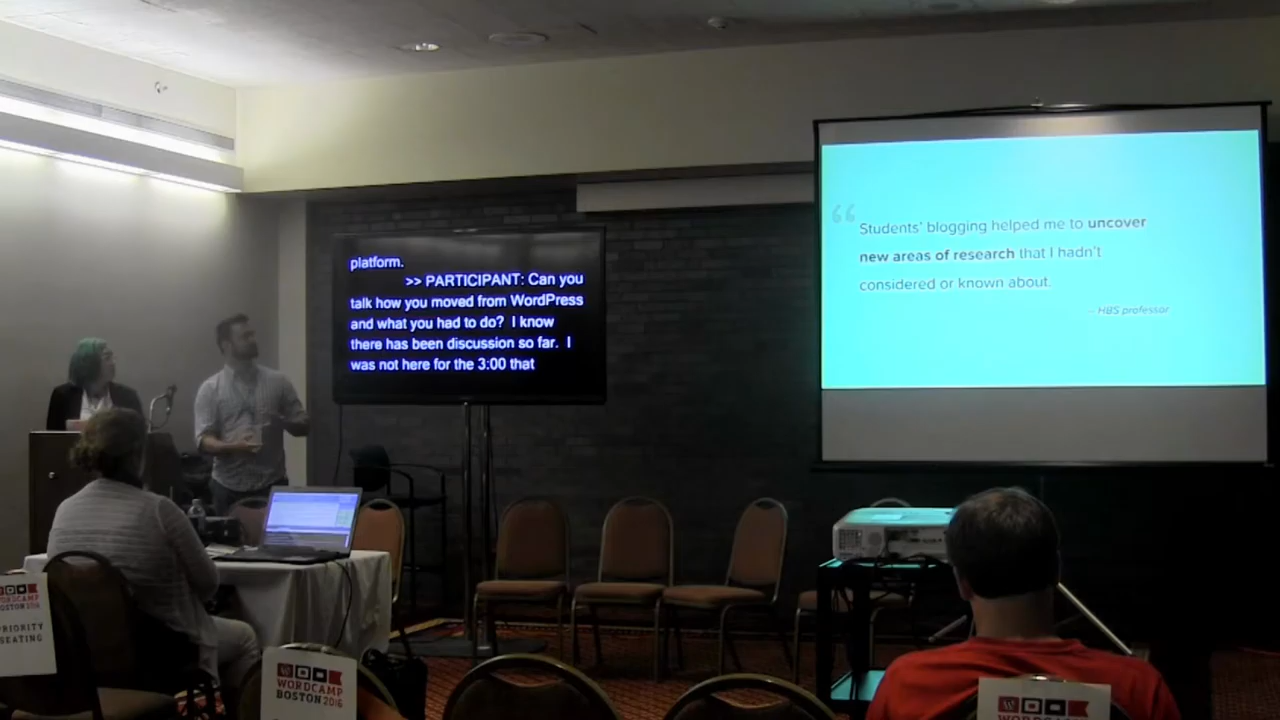 platform.
>> PARTICIPANT: Can you
talk how you moved from WordPress
and what you had to do? I know
there has been discussion so far. I
was not here for the 3:00 that
“
Students' blogging helped me to uncover
new areas of research that I hadn't
considered or known about.
– HBS professor
WORDCAMP
BOSTON 2016
PRIORITY
SEATING
WORDCAMP
BOSTON 2016
WORDCAMP